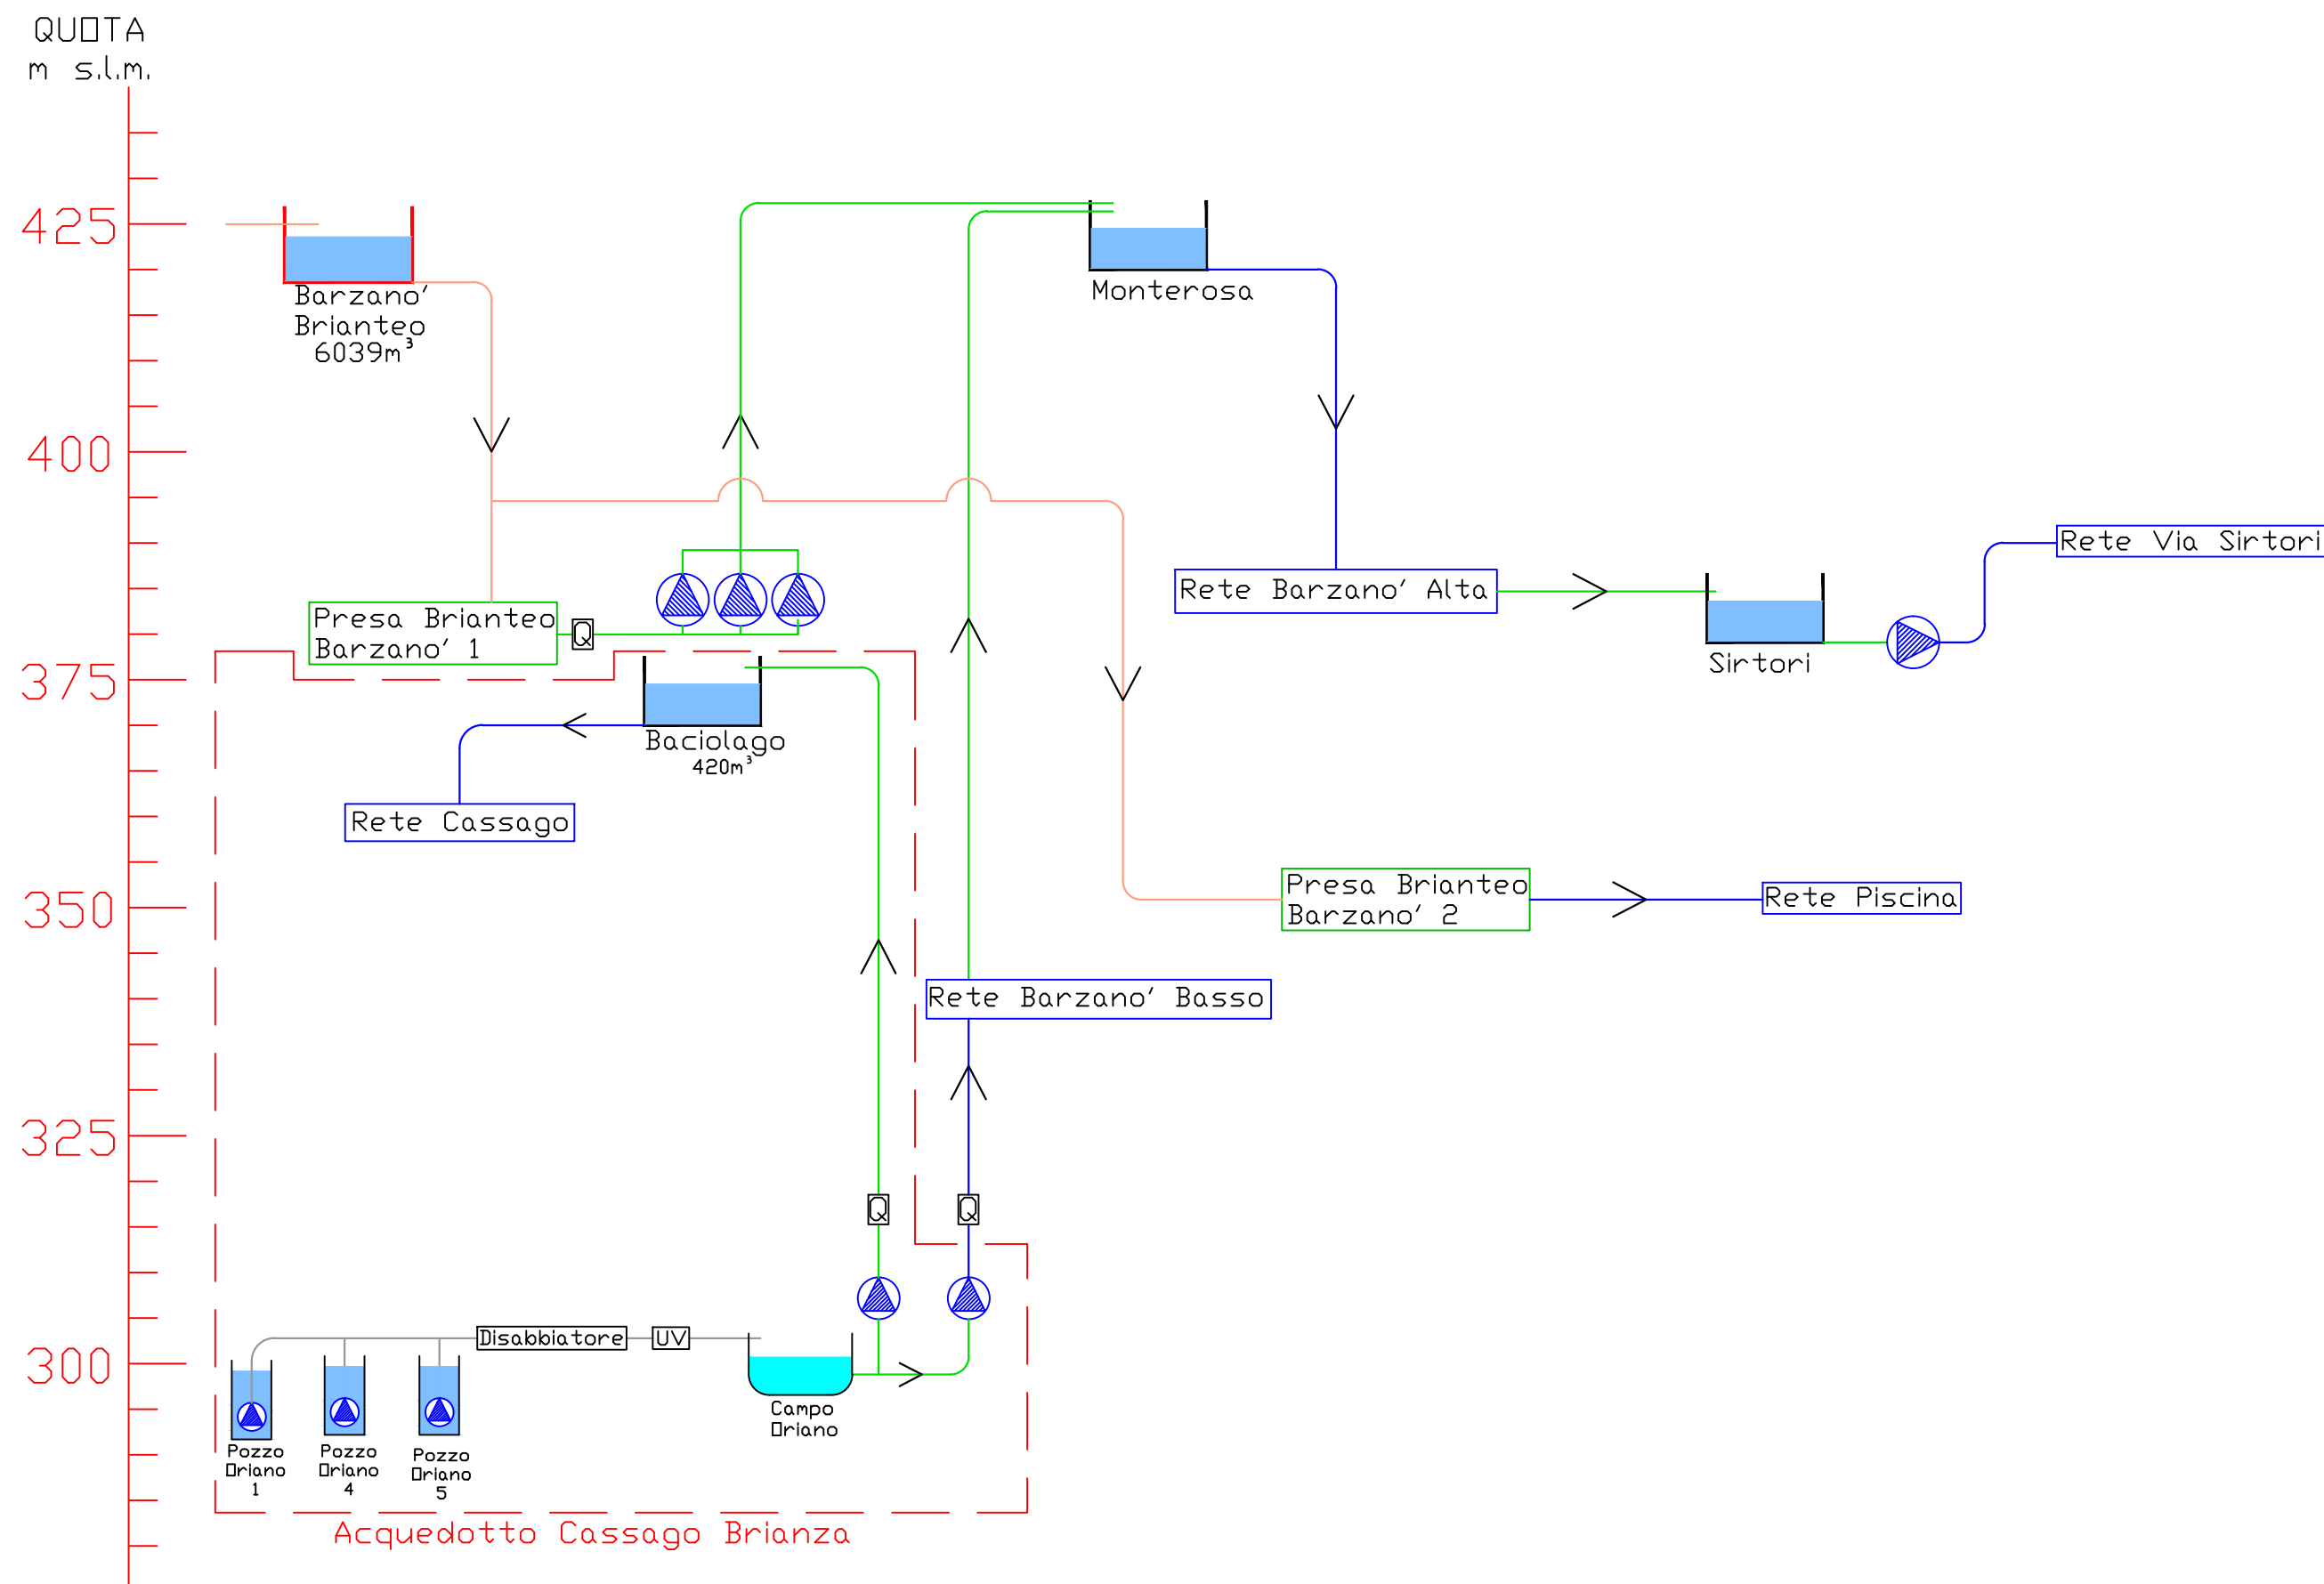 QUOTA
m s.l.m.
425
400
375
350
325
300
Barzano'
Brianteo
6039m³
Monterosa
Rete Via Sirtori
Rete Barzano' Alta
Sirtori
Presa Brianteo
Barzano' 1
Q
Baciolago
420m³
Rete Cassago
Presa Brianteo
Barzano' 2
Rete Piscina
Rete Barzano' Basso
Q
Q
Disabbiatore
UV
Campo
Oriano
Pozzo
Oriano
1
Pozzo
Oriano
4
Pozzo
Oriano
5
Acquedotto Cassago Brianza